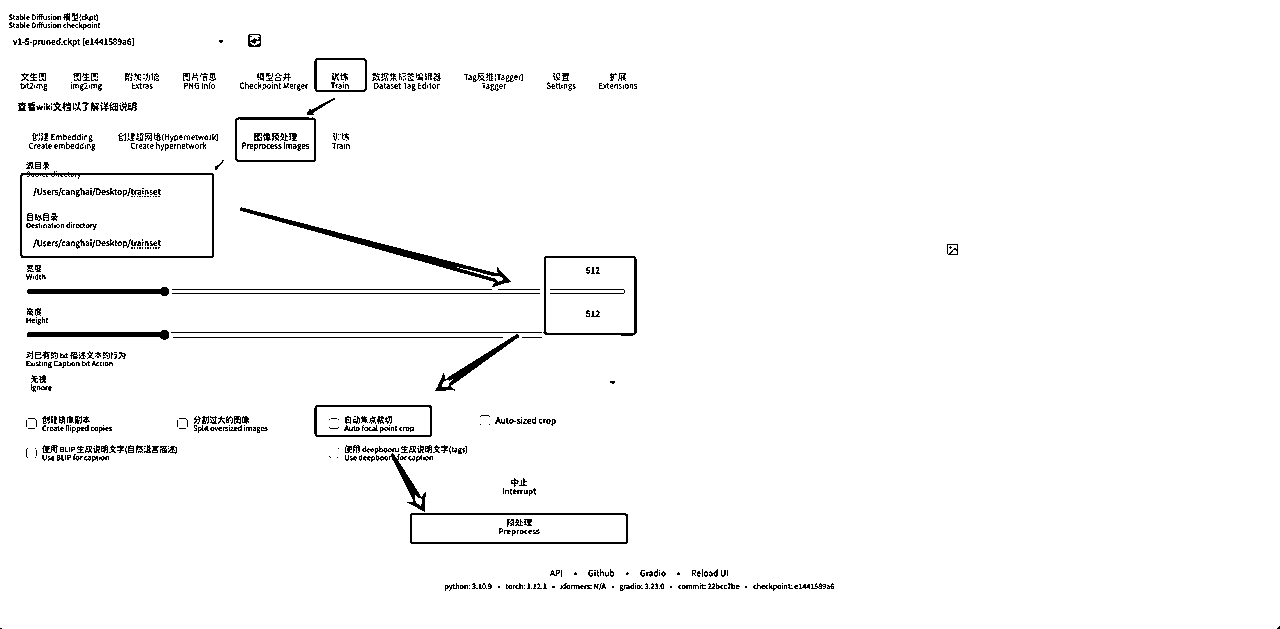 Stable Diffusion 模型(ckpt)
Stable Diffusion checkpoint
v1-5-pruned.ckpt [e1441589a6]
文生图 图生图 附加功能 图片信息 模型合并 训练 数据集标签编辑器 Tag反推(Tagger) 设置 扩展
txt2img img2img Extras PNG Info Checkpoint Merger Train Dataset Tag Editor Tagger Settings Extensions
查看wiki文档以了解详细说明
创建 Embedding 创建超网络(Hypernetwork) 图像预处理 训练
Create embedding Create hypernetwork Preprocess images Train
源目录
Source directory
/Users/canghai/Desktop/trainset
目标目录
Destination directory
/Users/canghai/Desktop/trainset
宽度
Width
512
高度
Height
512
对已有的 txt 描述文本的行为
Existing Caption txt Action
无视
ignore
创建镜像副本 分割过大的图像 自动焦点裁切 Auto-sized crop
Create flipped copies Split oversized images Auto focal point crop
使用 BLIP 生成说明文字(自然语言描述) 使用 deepbooru 生成说明文字(tags)
Use BLIP for caption Use deepbooru for caption
中止
Interrupt
预处理
Preprocess
API • Github • Gradio • Reload UI
python: 3.10.9 • torch: 1.12.1 • xformers: N/A • gradio: 3.23.0 • commit: 22bcc7be • checkpoint: e1441589a6